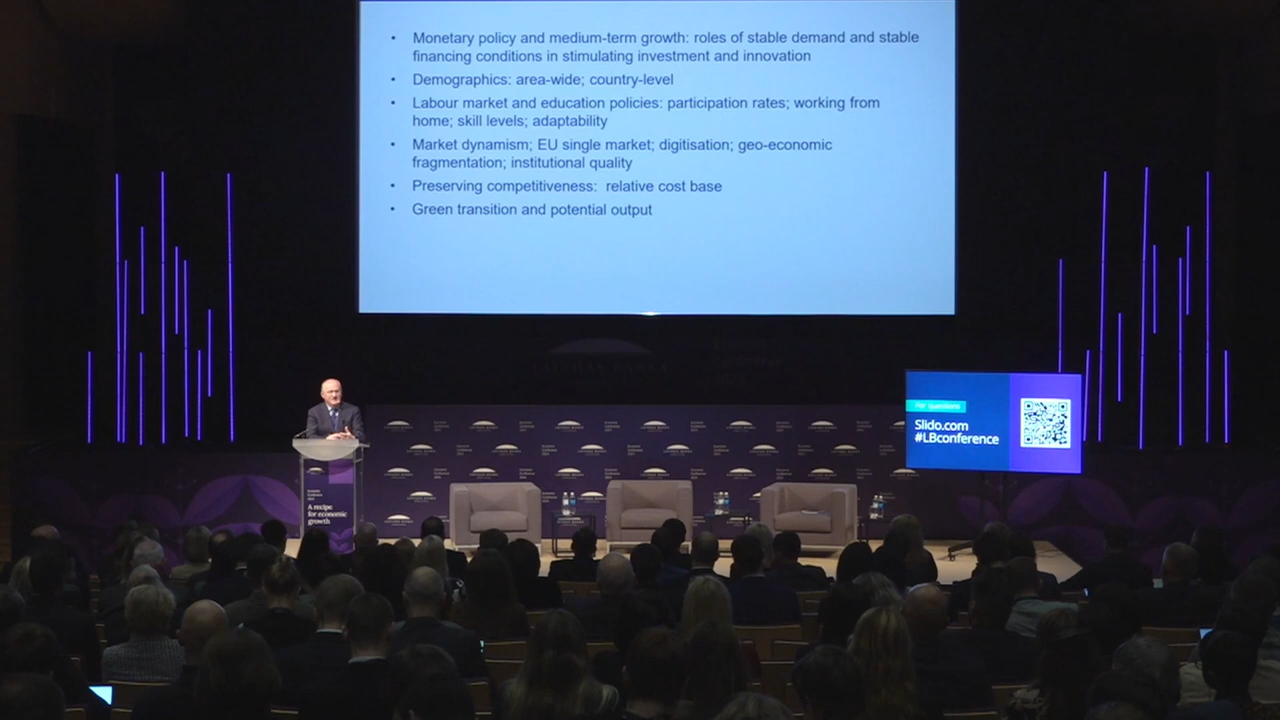 • Monetary policy and medium-term growth: roles of stable demand and stable
financing conditions in stimulating investment and innovation
• Demographics: area-wide; country-level
• Labour market and education policies: participation rates; working from
home; skill levels; adaptability
• Market dynamism; EU single market; digitisation; geo-economic
fragmentation; institutional quality
• Preserving competitiveness: relative cost base
• Green transition and potential output
For questions
Slido.com
#LBconference
A recipe
for economic
growth